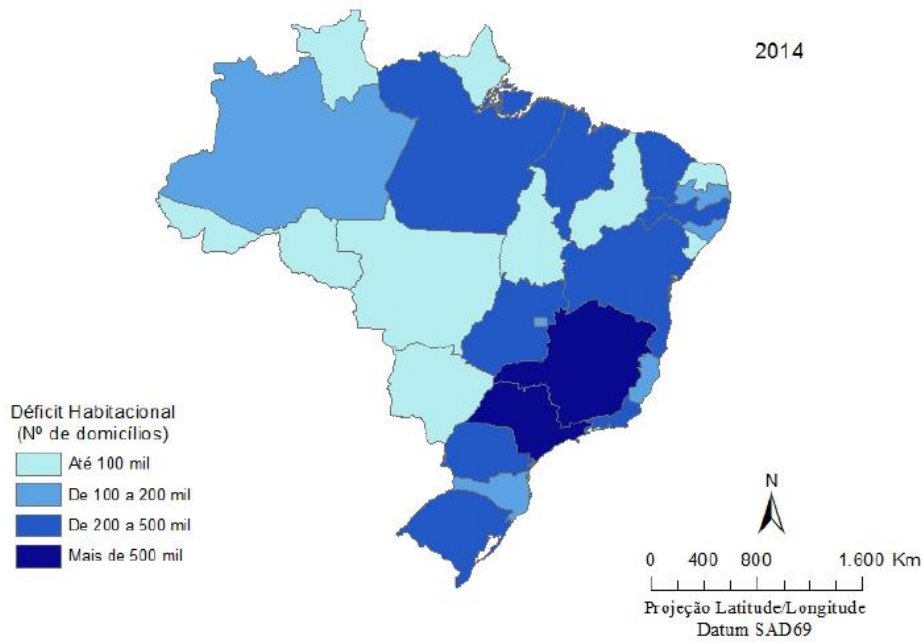 2014
Déficit Habitacional
(Nº de domicílios)
Até 100 mil
De 100 a 200 mil
De 200 a 500 mil
Mais de 500 mil
N
0 400 800 1.600 Km
Projeção Latitude/Longitude
Datum SAD69